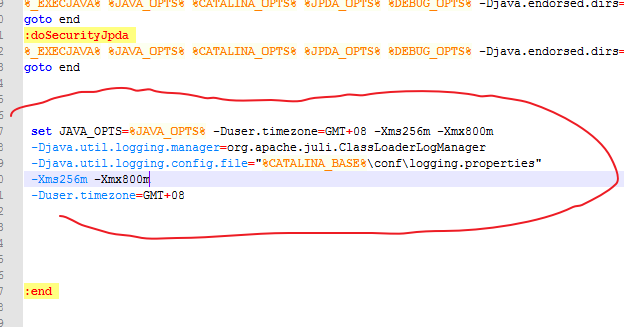 %_EXECJAVA% %JAVA_OPTS% %CATALINA_OPTS% %JPDA_OPTS% %DEBUG_OPTS% -Djava.endorsed.dirs=
goto end
:doSecurityJpda
%_EXECJAVA% %JAVA_OPTS% %CATALINA_OPTS% %JPDA_OPTS% %DEBUG_OPTS% -Djava.endorsed.dirs=
goto end
set JAVA_OPTS=%JAVA_OPTS% -Duser.timezone=GMT+08 -Xms256m -Xmx800m
-Djava.util.logging.manager=org.apache.juli.ClassLoaderLogManager
-Djava.util.logging.config.file="%CATALINA_BASE%\conf\logging.properties"
-Xms256m -Xmx800m
-Duser.timezone=GMT+08
:end